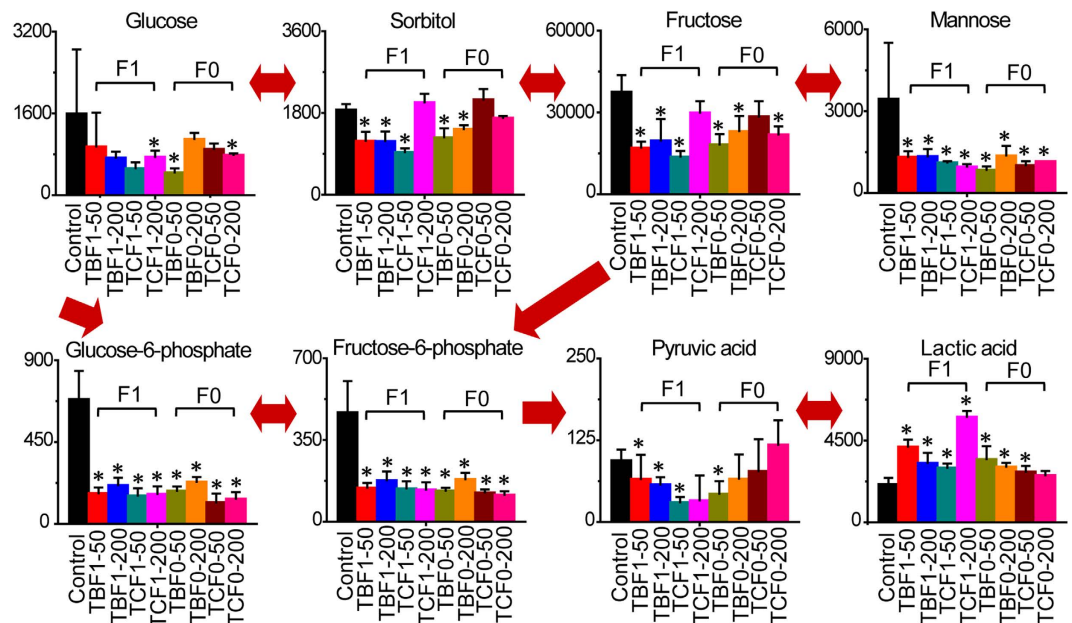 Glucose
3200
1600
0
F1
F0
*
*
*
Control
TBF1-50
TBF1-200
TCF1-50
TCF1-200
TBF0-50
TBF0-200
TCF0-50
TCF0-200
Sorbitol
3600
1800
0
F1
F0
*
*
*
*
*
Control
TBF1-50
TBF1-200
TCF1-50
TCF1-200
TBF0-50
TBF0-200
TCF0-50
TCF0-200
Fructose
60000
30000
0
F1
F0
*
*
*
*
*
*
Control
TBF1-50
TBF1-200
TCF1-50
TCF1-200
TBF0-50
TBF0-200
TCF0-50
TCF0-200
Mannose
6000
3000
0
F1
F0
*
*
*
*
*
*
*
*
Control
TBF1-50
TBF1-200
TCF1-50
TCF1-200
TBF0-50
TBF0-200
TCF0-50
TCF0-200
Glucose-6-phosphate
900
450
0
F1
F0
*
*
*
*
*
*
*
*
Control
TBF1-50
TBF1-200
TCF1-50
TCF1-200
TBF0-50
TBF0-200
TCF0-50
TCF0-200
Fructose-6-phosphate
700
350
0
F1
F0
*
*
*
*
*
*
*
*
Control
TBF1-50
TBF1-200
TCF1-50
TCF1-200
TBF0-50
TBF0-200
TCF0-50
TCF0-200
Pyruvic acid
250
125
0
F1
F0
*
*
*
*
Control
TBF1-50
TBF1-200
TCF1-50
TCF1-200
TBF0-50
TBF0-200
TCF0-50
TCF0-200
Lactic acid
9000
4500
0
F1
F0
*
*
*
*
*
*
*
Control
TBF1-50
TBF1-200
TCF1-50
TCF1-200
TBF0-50
TBF0-200
TCF0-50
TCF0-200